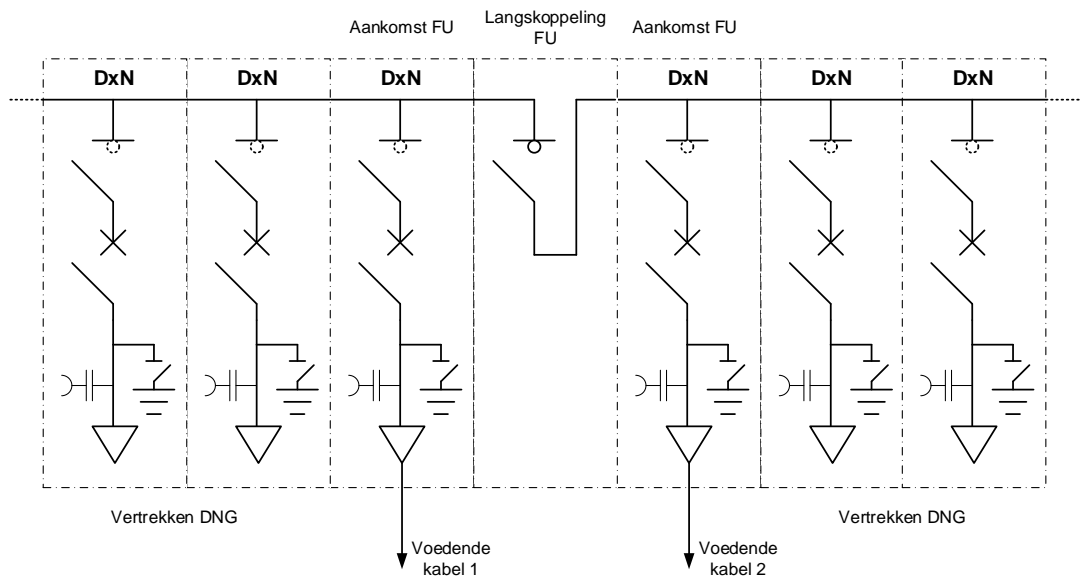 Aankomst FU
Langskoppeling
FU
Aankomst FU
DxN
DxN
DxN
DxN
DxN
DxN
Vertrekken DNG
Vertrekken DNG
Voedende
kabel 1
Voedende
kabel 2